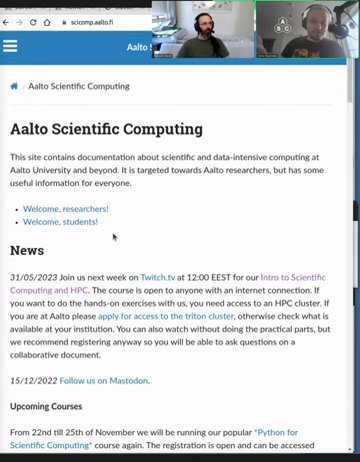 scicomp.aalto.fi
Aalto S
A
S C
Aalto Scientific Computing
Aalto Scientific Computing
This site contains documentation about scientific and data-intensive computing at
Aalto University and beyond. It is targeted towards Aalto researchers, but has some
useful information for everyone.
Welcome, researchers!
Welcome, students!
News
31/05/2023 Join us next week on Twitch.tv at 12:00 EEST for our Intro to Scientific
Computing and HPC. The course is open to anyone with an internet connection. If
you want to do the hands-on exercises with us, you need access to an HPC cluster. If
you are at Aalto please apply for access to the triton cluster, otherwise check what is
available at your institution. You can also watch without doing the practical parts, but
we recommend registering anyway so you will be able to ask questions on a
collaborative document.
15/12/2022 Follow us on Mastodon.
Upcoming Courses
From 22nd till 25th of November we will be running our popular "Python for
Scientific Computing" course again. The registration is open and can be accessed